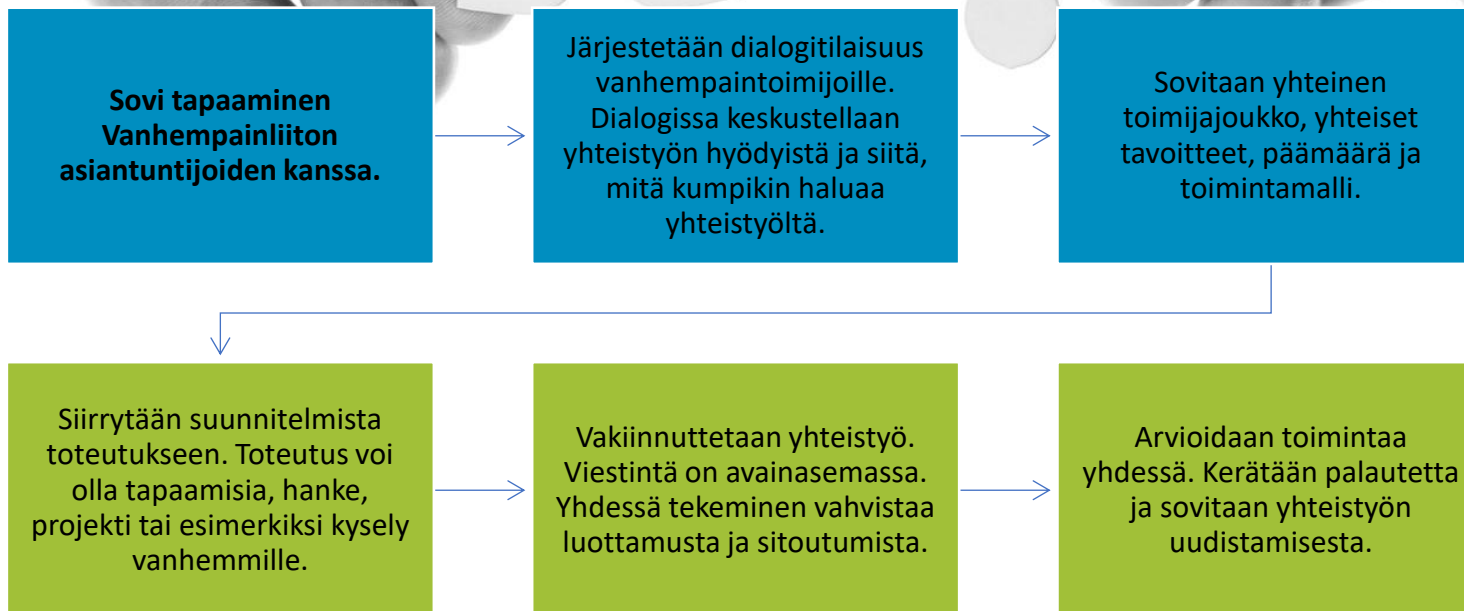 Sovi tapaaminen
Vanhempainliiton
asiantuntijoiden kanssa.
Järjestetään dialogitilaisuus
vanhempaintoimijoille.
Dialogissa keskustellaan
yhteistyön hyödyistä ja siitä,
mitä kumpikin haluaa
yhteistyöltä.
Sovitaan yhteinen
toimijajoukko, yhteiset
tavoitteet, päämäärä ja
toimintamalli.
Siirrytään suunnitelmista
toteutukseen. Toteutus voi
olla tapaamisia, hanke,
projekti tai esimerkiksi kysely
vanhemmille.
Vakiinnuttetaan yhteistyö.
Viestintä on avainasemassa.
Yhdessä tekeminen vahvistaa
luottamusta ja sitoutumista.
Arvioidaan toimintaa
yhdessä. Kerätään palautetta
ja sovitaan yhteistyön
uudistamisesta.